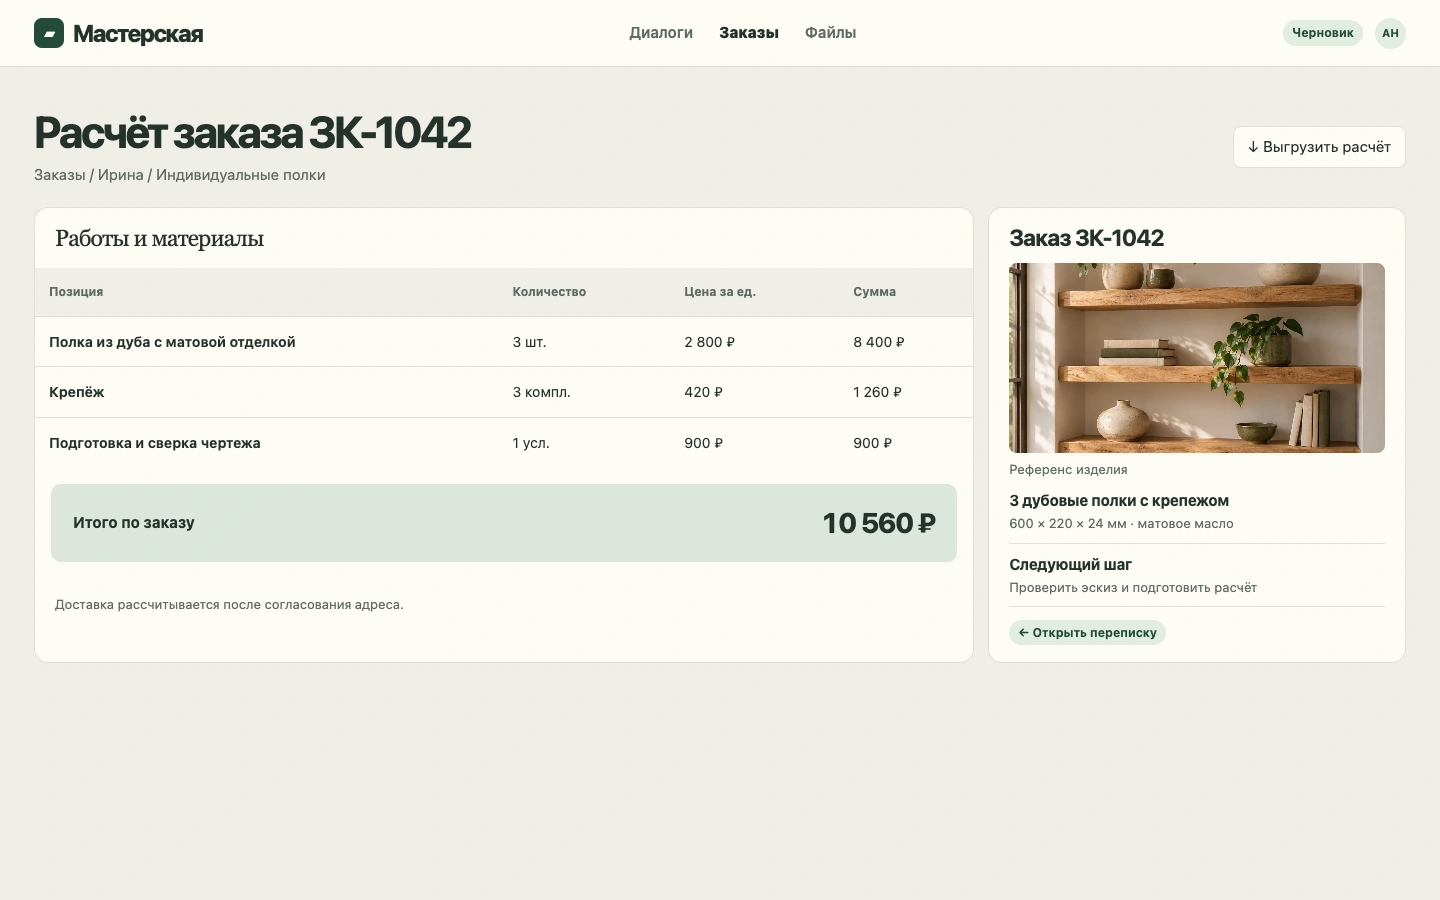 Мастерская
Диалоги Заказы Файлы
Черновик АН
Расчёт заказа ЗК-1042
Заказы / Ирина / Индивидуальные полки
↓ Выгрузить расчёт
Работы и материалы
Позиция Количество Цена за ед. Сумма
Полка из дуба с матовой отделкой 3 шт. 2 800 ₽ 8 400 ₽
Крепёж 3 компл. 420 ₽ 1 260 ₽
Подготовка и сверка чертежа 1 усл. 900 ₽ 900 ₽
Итого по заказу 10 560 ₽
Доставка рассчитывается после согласования адреса.
Заказ ЗК-1042
Референс изделия
3 дубовые полки с крепежом
600 × 220 × 24 мм · матовое масло
Следующий шаг
Проверить эскиз и подготовить расчёт
← Открыть переписку